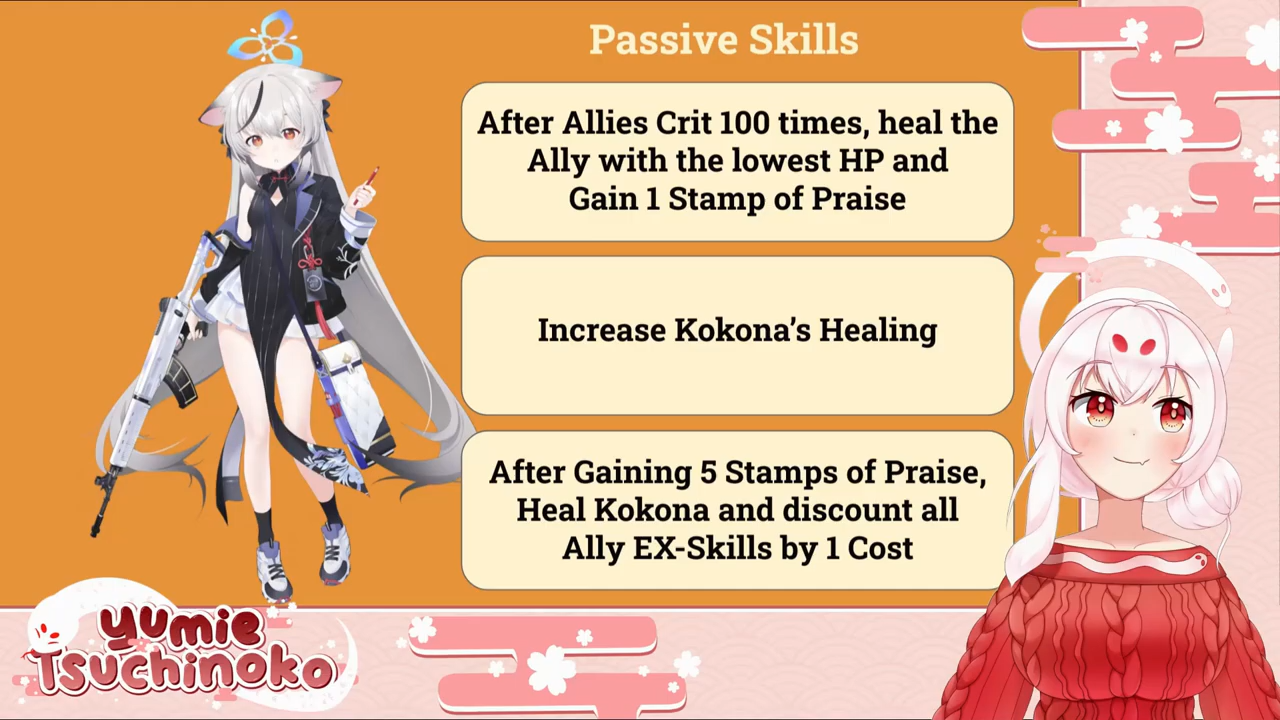 Passive Skills
After Allies Crit 100 times, heal the
Ally with the lowest HP and
Gain 1 Stamp of Praise
Increase Kokona’s Healing
After Gaining 5 Stamps of Praise,
Heal Kokona and discount all
Ally EX-Skills by 1 Cost
Yumie
Tsuchinoko